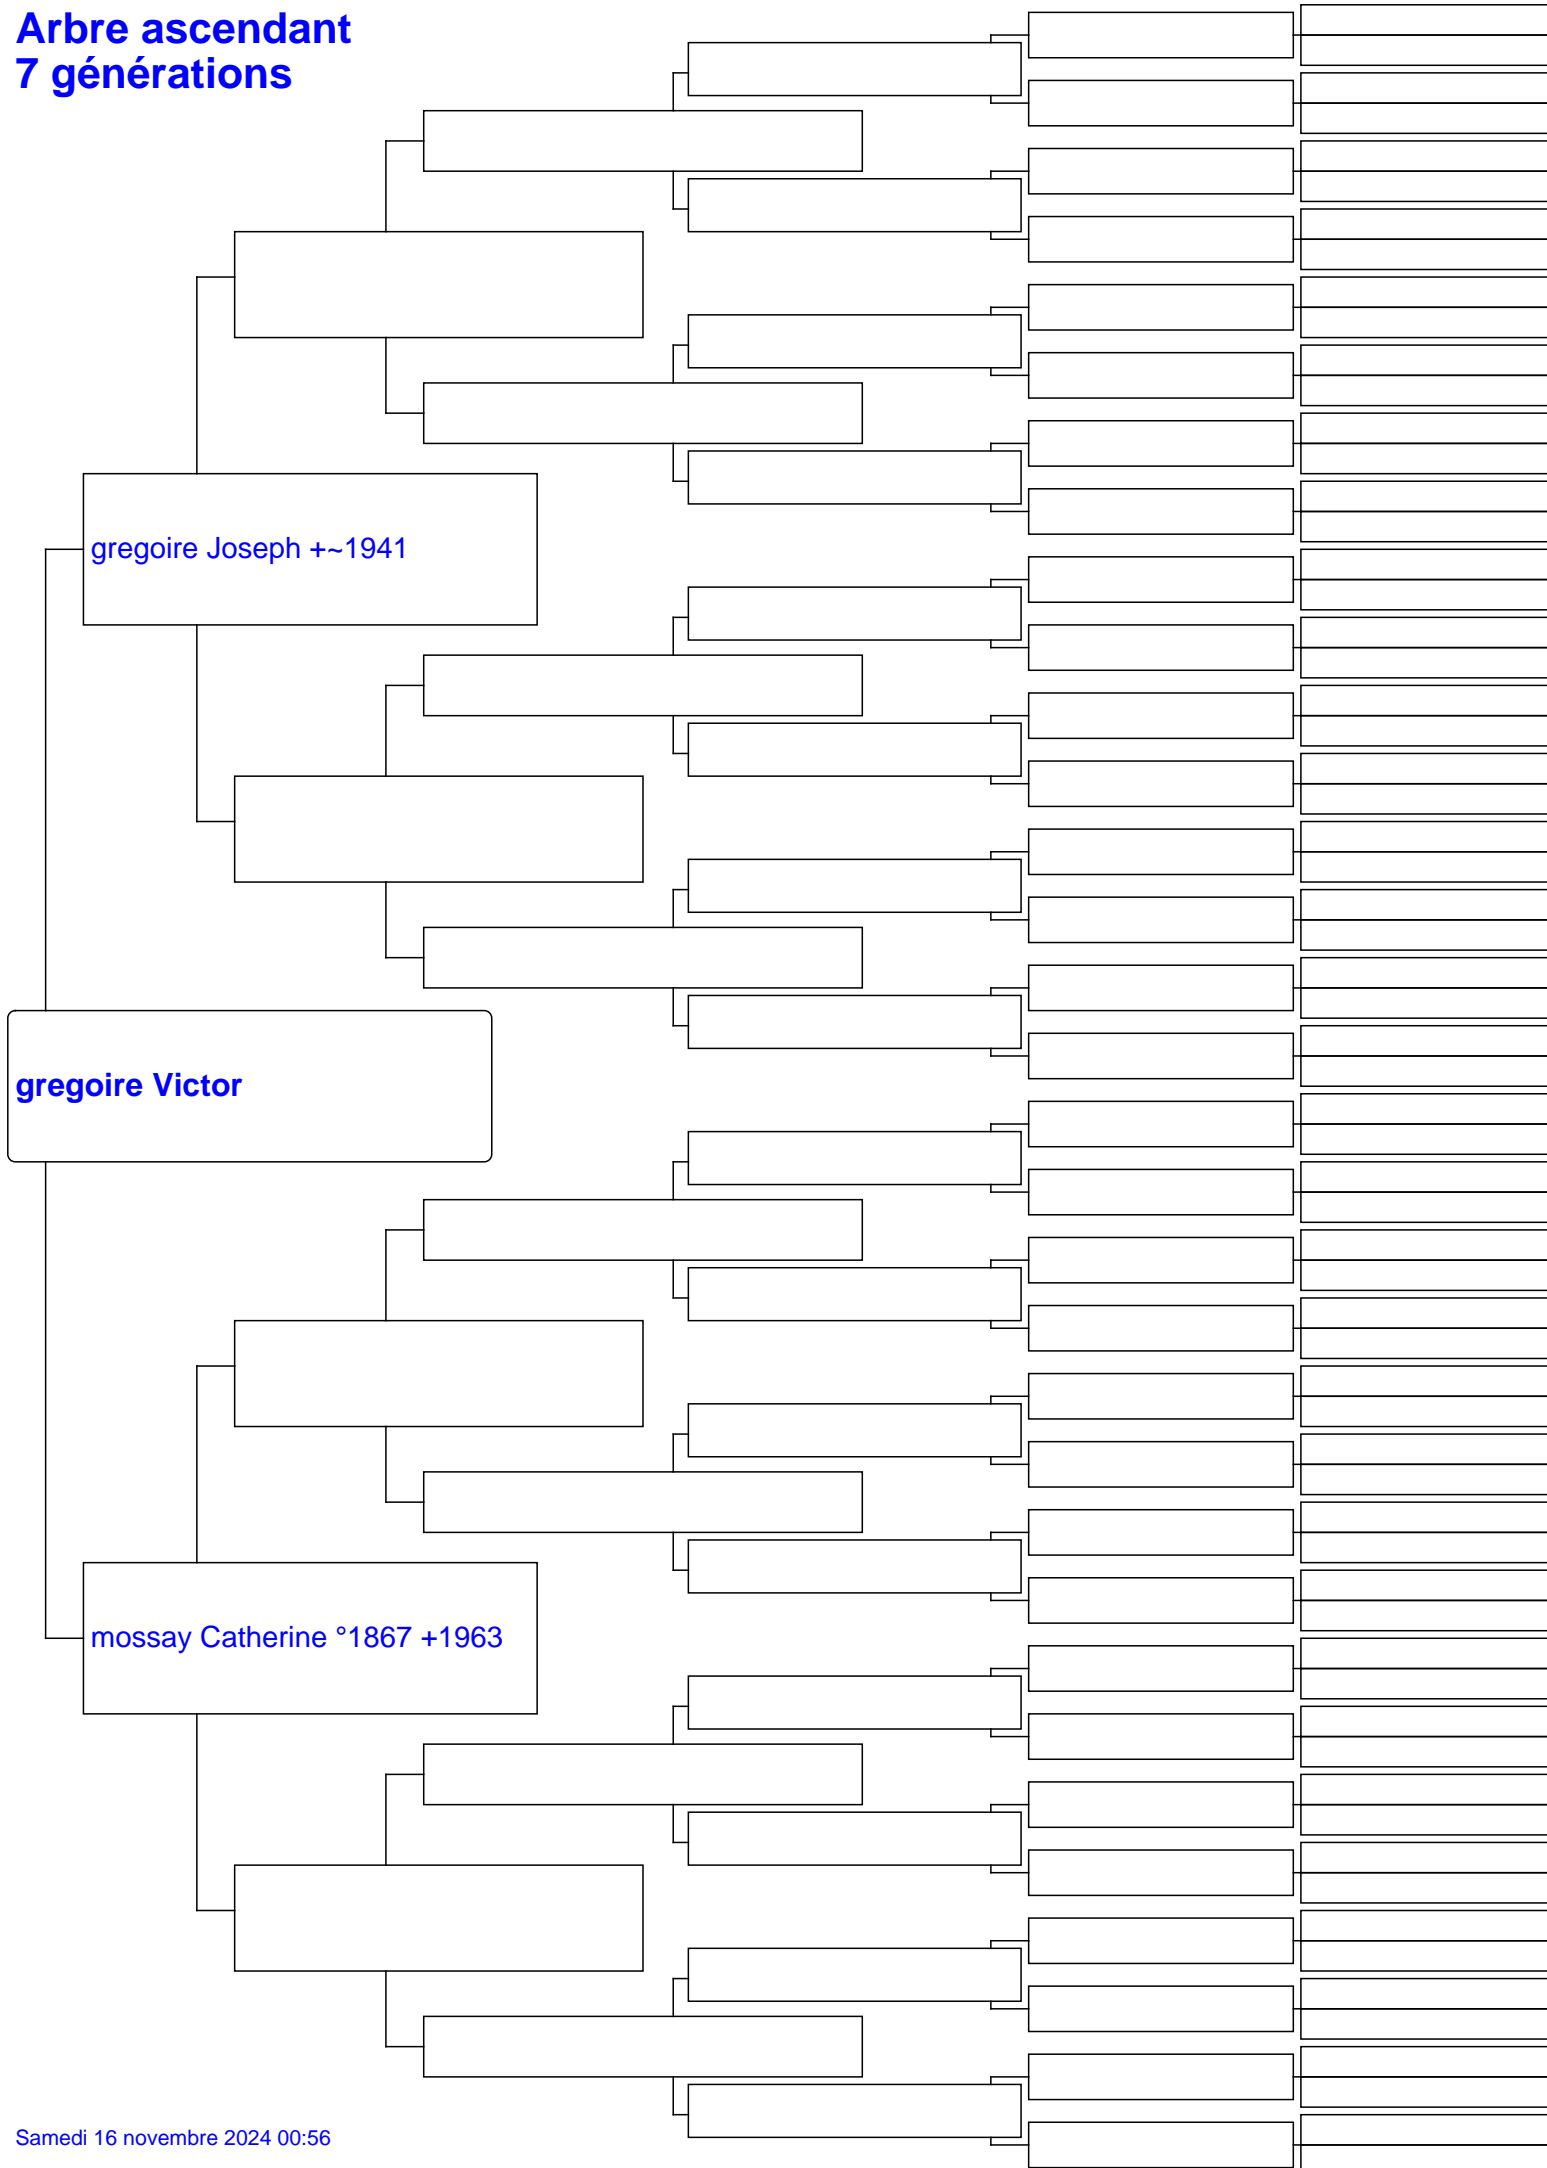 Arbre ascendant
7 générations
gregoire Joseph +~1941
gregoire Victor
mossay Catherine °1867 +1963
Samedi 16 novembre 2024 00:56